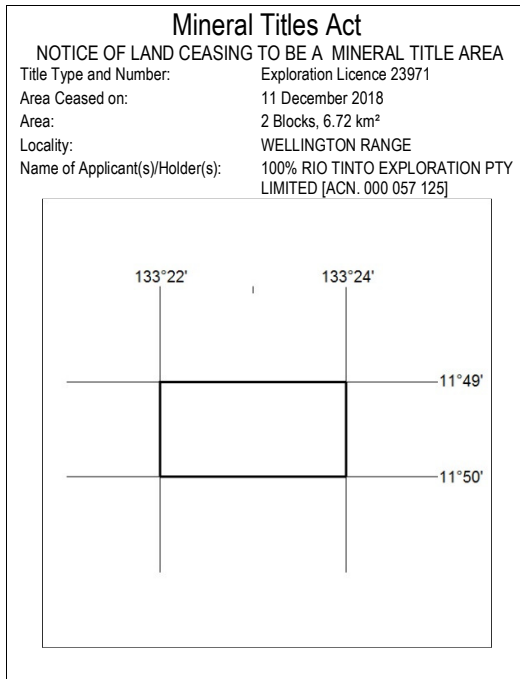 Mineral Titles Act
NOTICE OF LAND CEASING TO BE A MINERAL TITLE AREA
Title Type and Number: Exploration Licence 23971
Area Ceased on: 11 December 2018
Area: 2 Blocks, 6.72 km²
Locality: WELLINGTON RANGE
Name of Applicant(s)/Holder(s): 100% RIO TINTO EXPLORATION PTY
LIMITED [ACN. 000 057 125]
133°22' 133°24'
11°49'
11°50'